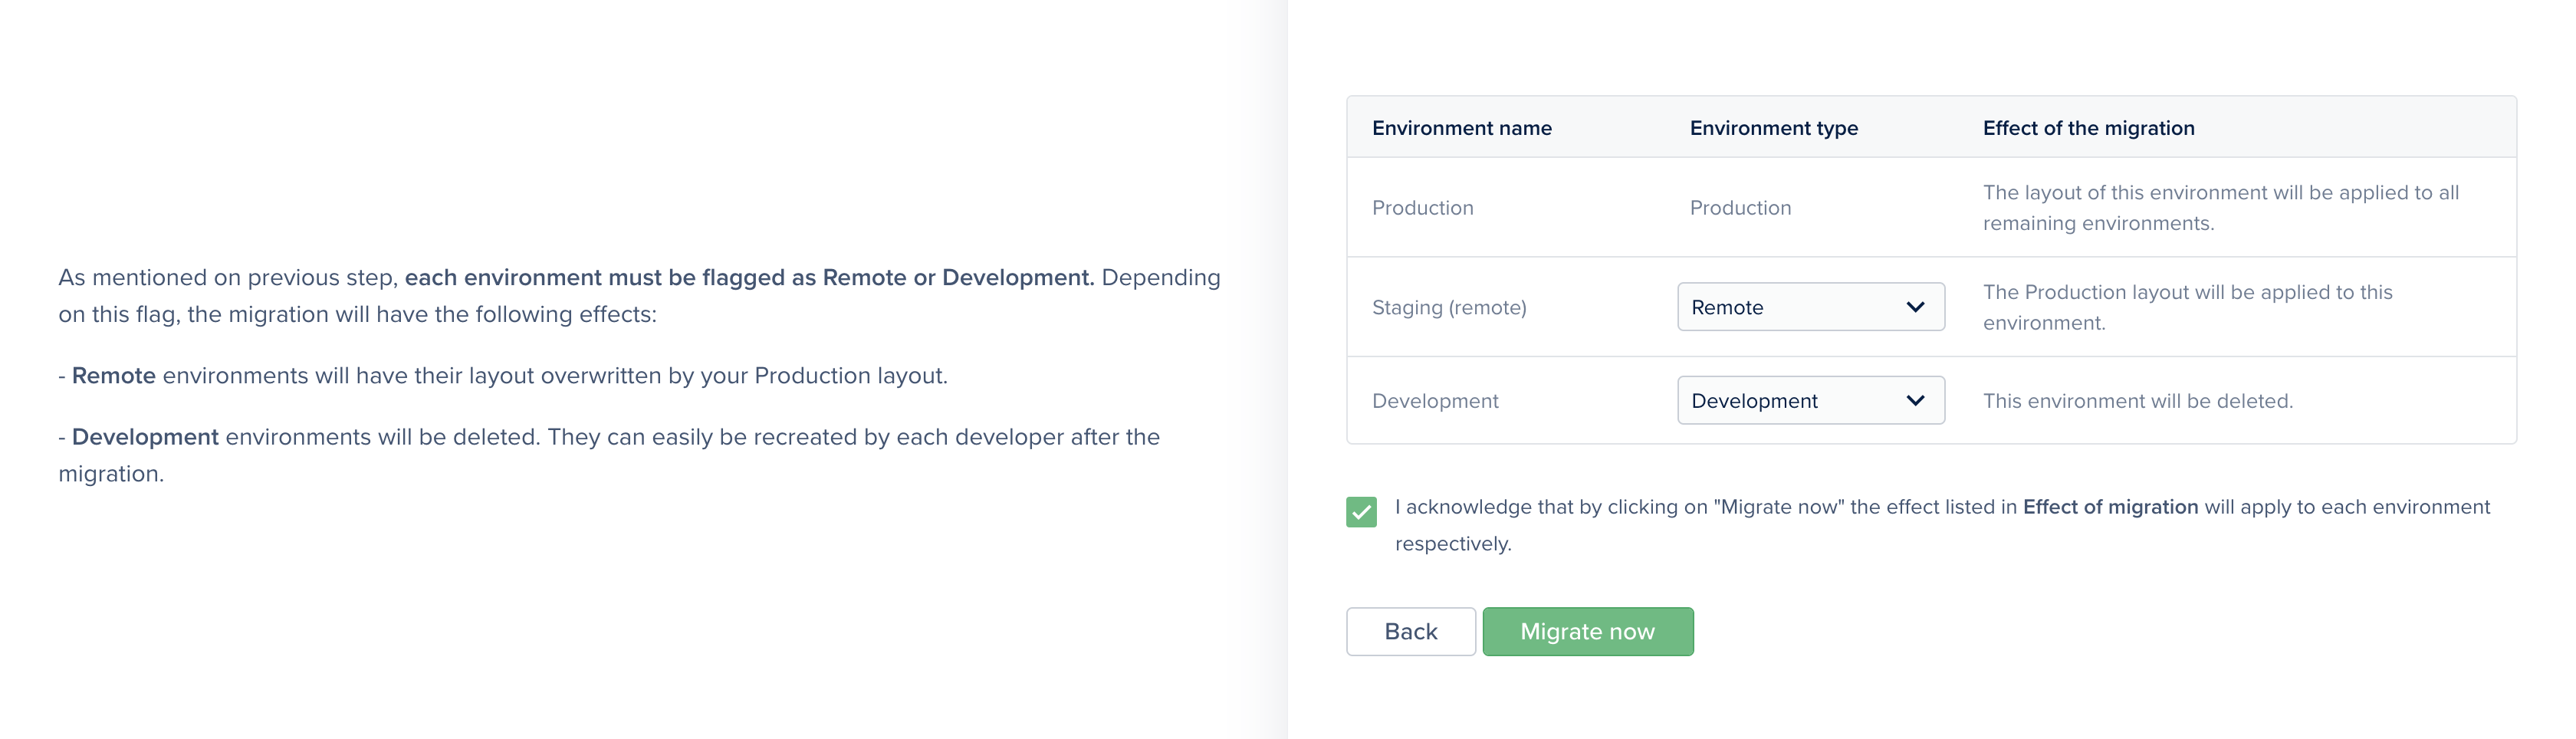 As mentioned on previous step, each environment must be flagged as Remote or Development. Depending
on this flag, the migration will have the following effects:
- Remote environments will have their layout overwritten by your Production layout.
- Development environments will be deleted. They can easily be recreated by each developer after the
migration.
Environment name Environment type Effect of the migration
Production Production The layout of this environment will be applied to all
remaining environments.
Staging (remote) Remote The Production layout will be applied to this
environment.
Development Development This environment will be deleted.
I acknowledge that by clicking on "Migrate now" the effect listed in Effect of migration will apply to each environment
respectively.
Back Migrate now